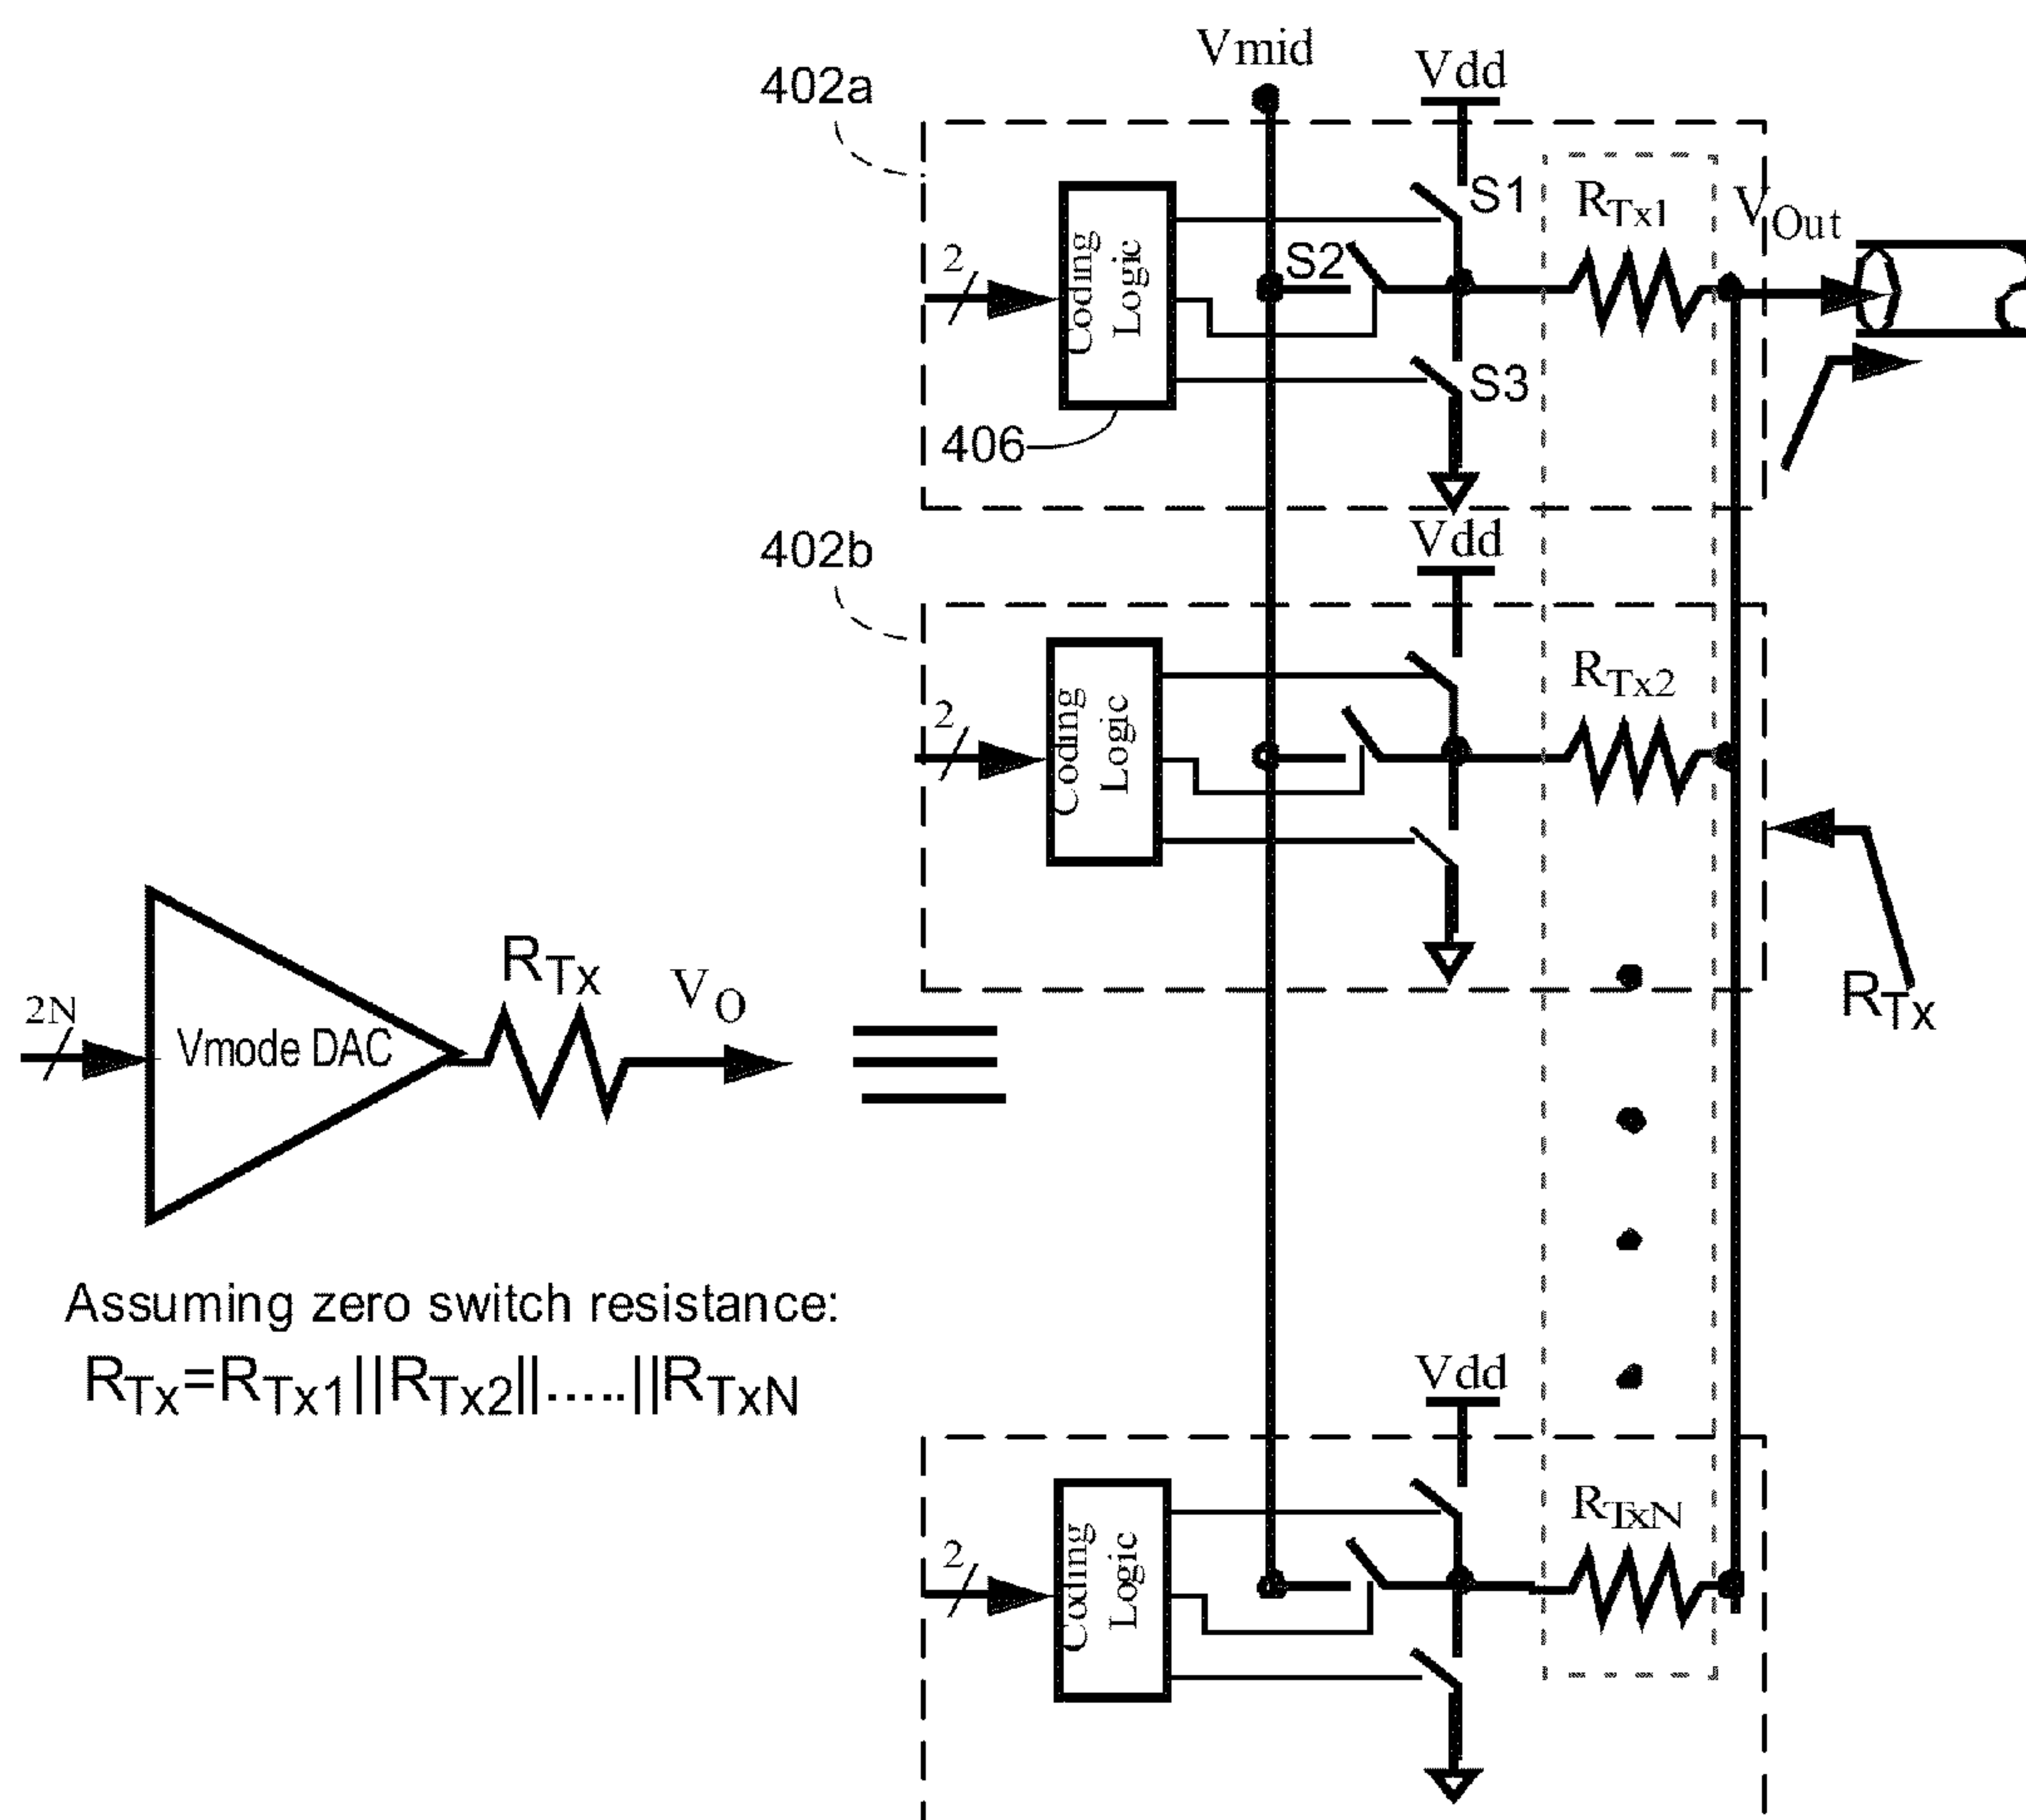 Vmid
Vdd
402a
S1
RTx1
VOut
S2
2
Coding
Logic
S3
406
Vdd
402b
RTx2
2
Coding
Logic
RTx
RTx
VO
2N
Vmode DAC
Assuming zero switch resistance:
RTx=RTx1||RTx2||.....||RTxN
Vdd
RTxN
2
Coding
Logic